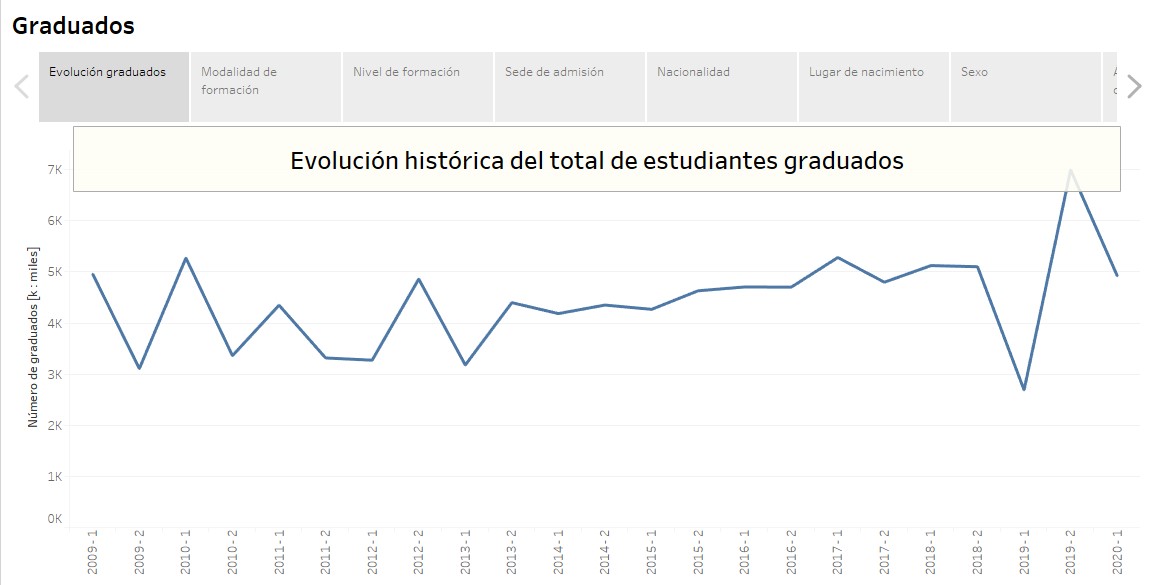 Graduados
Evolución graduados
Modalidad de
formación
Nivel de formación
Sede de admisión
Nacionalidad
Lugar de nacimiento
Sexo
Evolución histórica del total de estudiantes graduados
Número de graduados [k : miles]
7K
6K
5K
4K
3K
2K
1K
0K
2009 - 1
2009 - 2
2010 - 1
2010 - 2
2011 - 1
2011 - 2
2012 - 1
2012 - 2
2013 - 1
2013 - 2
2014 - 1
2014 - 2
2015 - 1
2015 - 2
2016 - 1
2016 - 2
2017 - 1
2017 - 2
2018 - 1
2018 - 2
2019 - 1
2019 - 2
2020 - 1